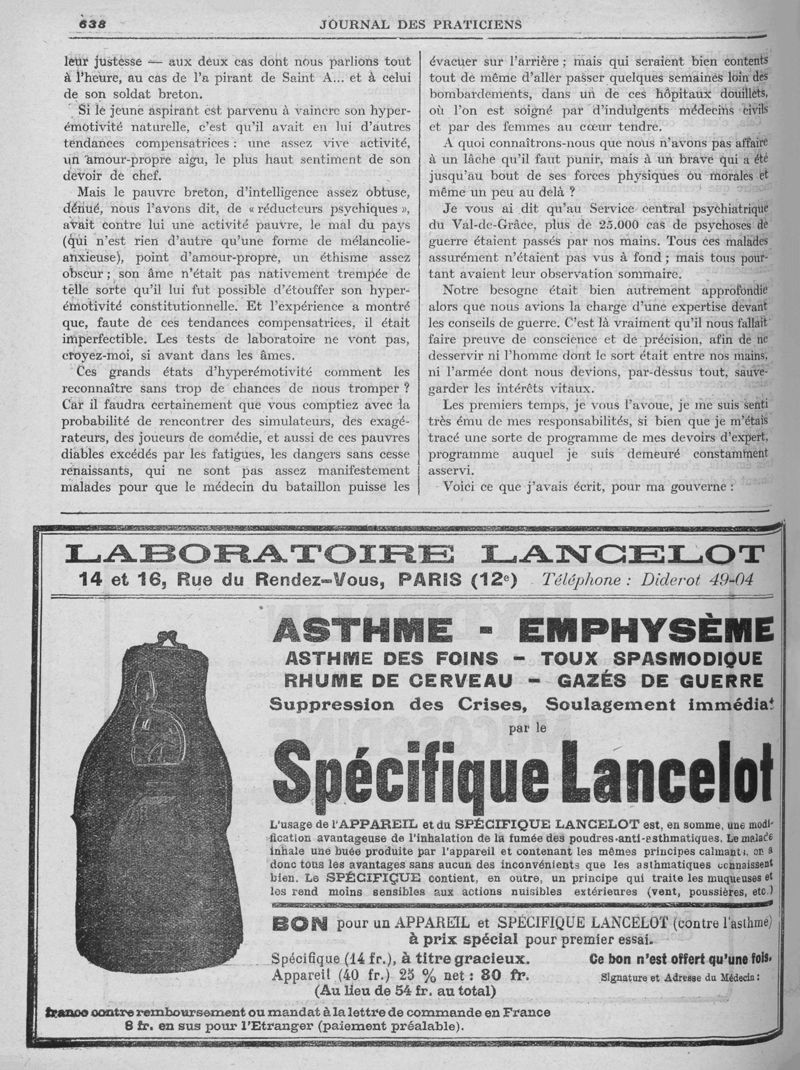 638
JOURNAL DES PRATICIENS
leur justesse — aux deux cas dont nous parlions tout
à l'heure, au cas de l'a pirant de Saint A... et à celui
de son soldat breton.
Si le jeune aspirant est parvenu à vaincre son hyper-
émotivité naturelle, c'est qu'il avait en lui d'autres
tendances compensatrices : une assez vive activité,
un amour-propre aigu, le plus haut sentiment de son
devoir de chef.
Mais le pauvre breton, d'intelligence assez obtuse,
dénué, nous l'avons dit, de « réducteurs psychiques »,
avait contre lui une activité pauvre, le mal du pays
(qui n'est rien d'autre qu'une forme de mélancolie-
anxieuse), point d'amour-propre, un éthisme assez
obscur ; son âme n'était pas nativement trempée de
telle sorte qu'il lui fut possible d'étouffer son hyper-
émotivité constitutionnelle. Et l'expérience a montré
que, faute de ces tendances compensatrices, il était
imperfectible. Les tests de laboratoire ne vont pas,
croyez-moi, si avant dans les âmes.
Ces grands états d'hyperémotivité comment les
reconnaître sans trop de chances de nous tromper ?
Car il faudra certainement que vous comptiez avec la
probabilité de rencontrer des simulateurs, des exagé-
rateurs, des joueurs de comédie, et aussi de ces pauvres
diables excédés par les fatigues, les dangers sans cesse
renaissants, qui ne sont pas assez manifestement
malades pour que le médecin du bataillon puisse les
évacuer sur l'arrière ; mais qui seraient bien contents
tout de même d'aller passer quelques semaines loin des
bombardements, dans un de ces hôpitaux douillets,
où l'on est soigné par d'indulgents médecins civils
et par des femmes au cœur tendre.
A quoi connaîtrons-nous que nous n'avons pas affaire
à un lâche qu'il faut punir, mais à un brave qui a été
jusqu'au bout de ses forces physiques ou morales et
même un peu au delà ?
Je vous ai dit qu'au Service central psychiatrique
du Val-de-Grâce, plus de 25.000 cas de psychoses de
guerre étaient passés par nos mains. Tous ces malades
assurément n'étaient pas vus à fond ; mais tous pour-
tant avaient leur observation sommaire.
Notre besogne était bien autrement approfondie
alors que nous avions la charge d'une expertise devant
les conseils de guerre. C'est là vraiment qu'il nous fallait
faire preuve de conscience et de précision, afin de ne
desservir ni l'homme dont le sort était entre nos mains,
ni l'armée dont nous devions, par-dessus tout, sauve-
garder les intérêts vitaux.
Les premiers temps, je vous l'avoue, je me suis senti
très ému de mes responsabilités, si bien que je m'étais
tracé une sorte de programme de mes devoirs d'expert,
programme auquel je suis demeuré constamment
asservi.
Voici ce que j'avais écrit, pour ma gouverne :
LABORATOIRE LANCELOT
14 et 16, Rue du Rendez-Vous, PARIS (12e) Téléphone : Diderot 49-04
ASTHME - EMPHYSÈME
ASTHME DES FOINS - TOUX SPASMODIQUE
RHUME DE CERVEAU - GAZÉS DE GUERRE
Suppression des Crises, Soulagement immédiat
par le
Spécifique Lancelot
L'usage de l'APPAREIL et du SPÉCIFIQUE LANCELOT est, en somme, une modi-
fication avantageuse de l'inhalation de la fumée des poudres-anti-asthmatiques. Le malade
inhale une buée produite par l'appareil et contenant les mêmes principes calmants, on a
donc tous les avantages sans aucun des inconvénients que les asthmatiques connaissent
bien. Le SPÉCIFIQUE contient, en outre, un principe qui traite les muqueuses et
les rend moins sensibles aux actions nuisibles extérieures (vent, poussières, etc.)
BON pour un APPAREIL et SPÉCIFIQUE LANCELOT (contre l'asthme)
à prix spécial pour premier essai.
Spécifique (14 fr.), à titre gracieux.
Appareil (40 fr.) 25 % net : 30 fr.
(Au lieu de 54 fr. au total)
Ce bon n'est offert qu'une fois.
Signature et Adresse du Médecin :
franco contre remboursement ou mandat à la lettre de commande en France
8 fr. en sus pour l'Etranger (paiement préalable).